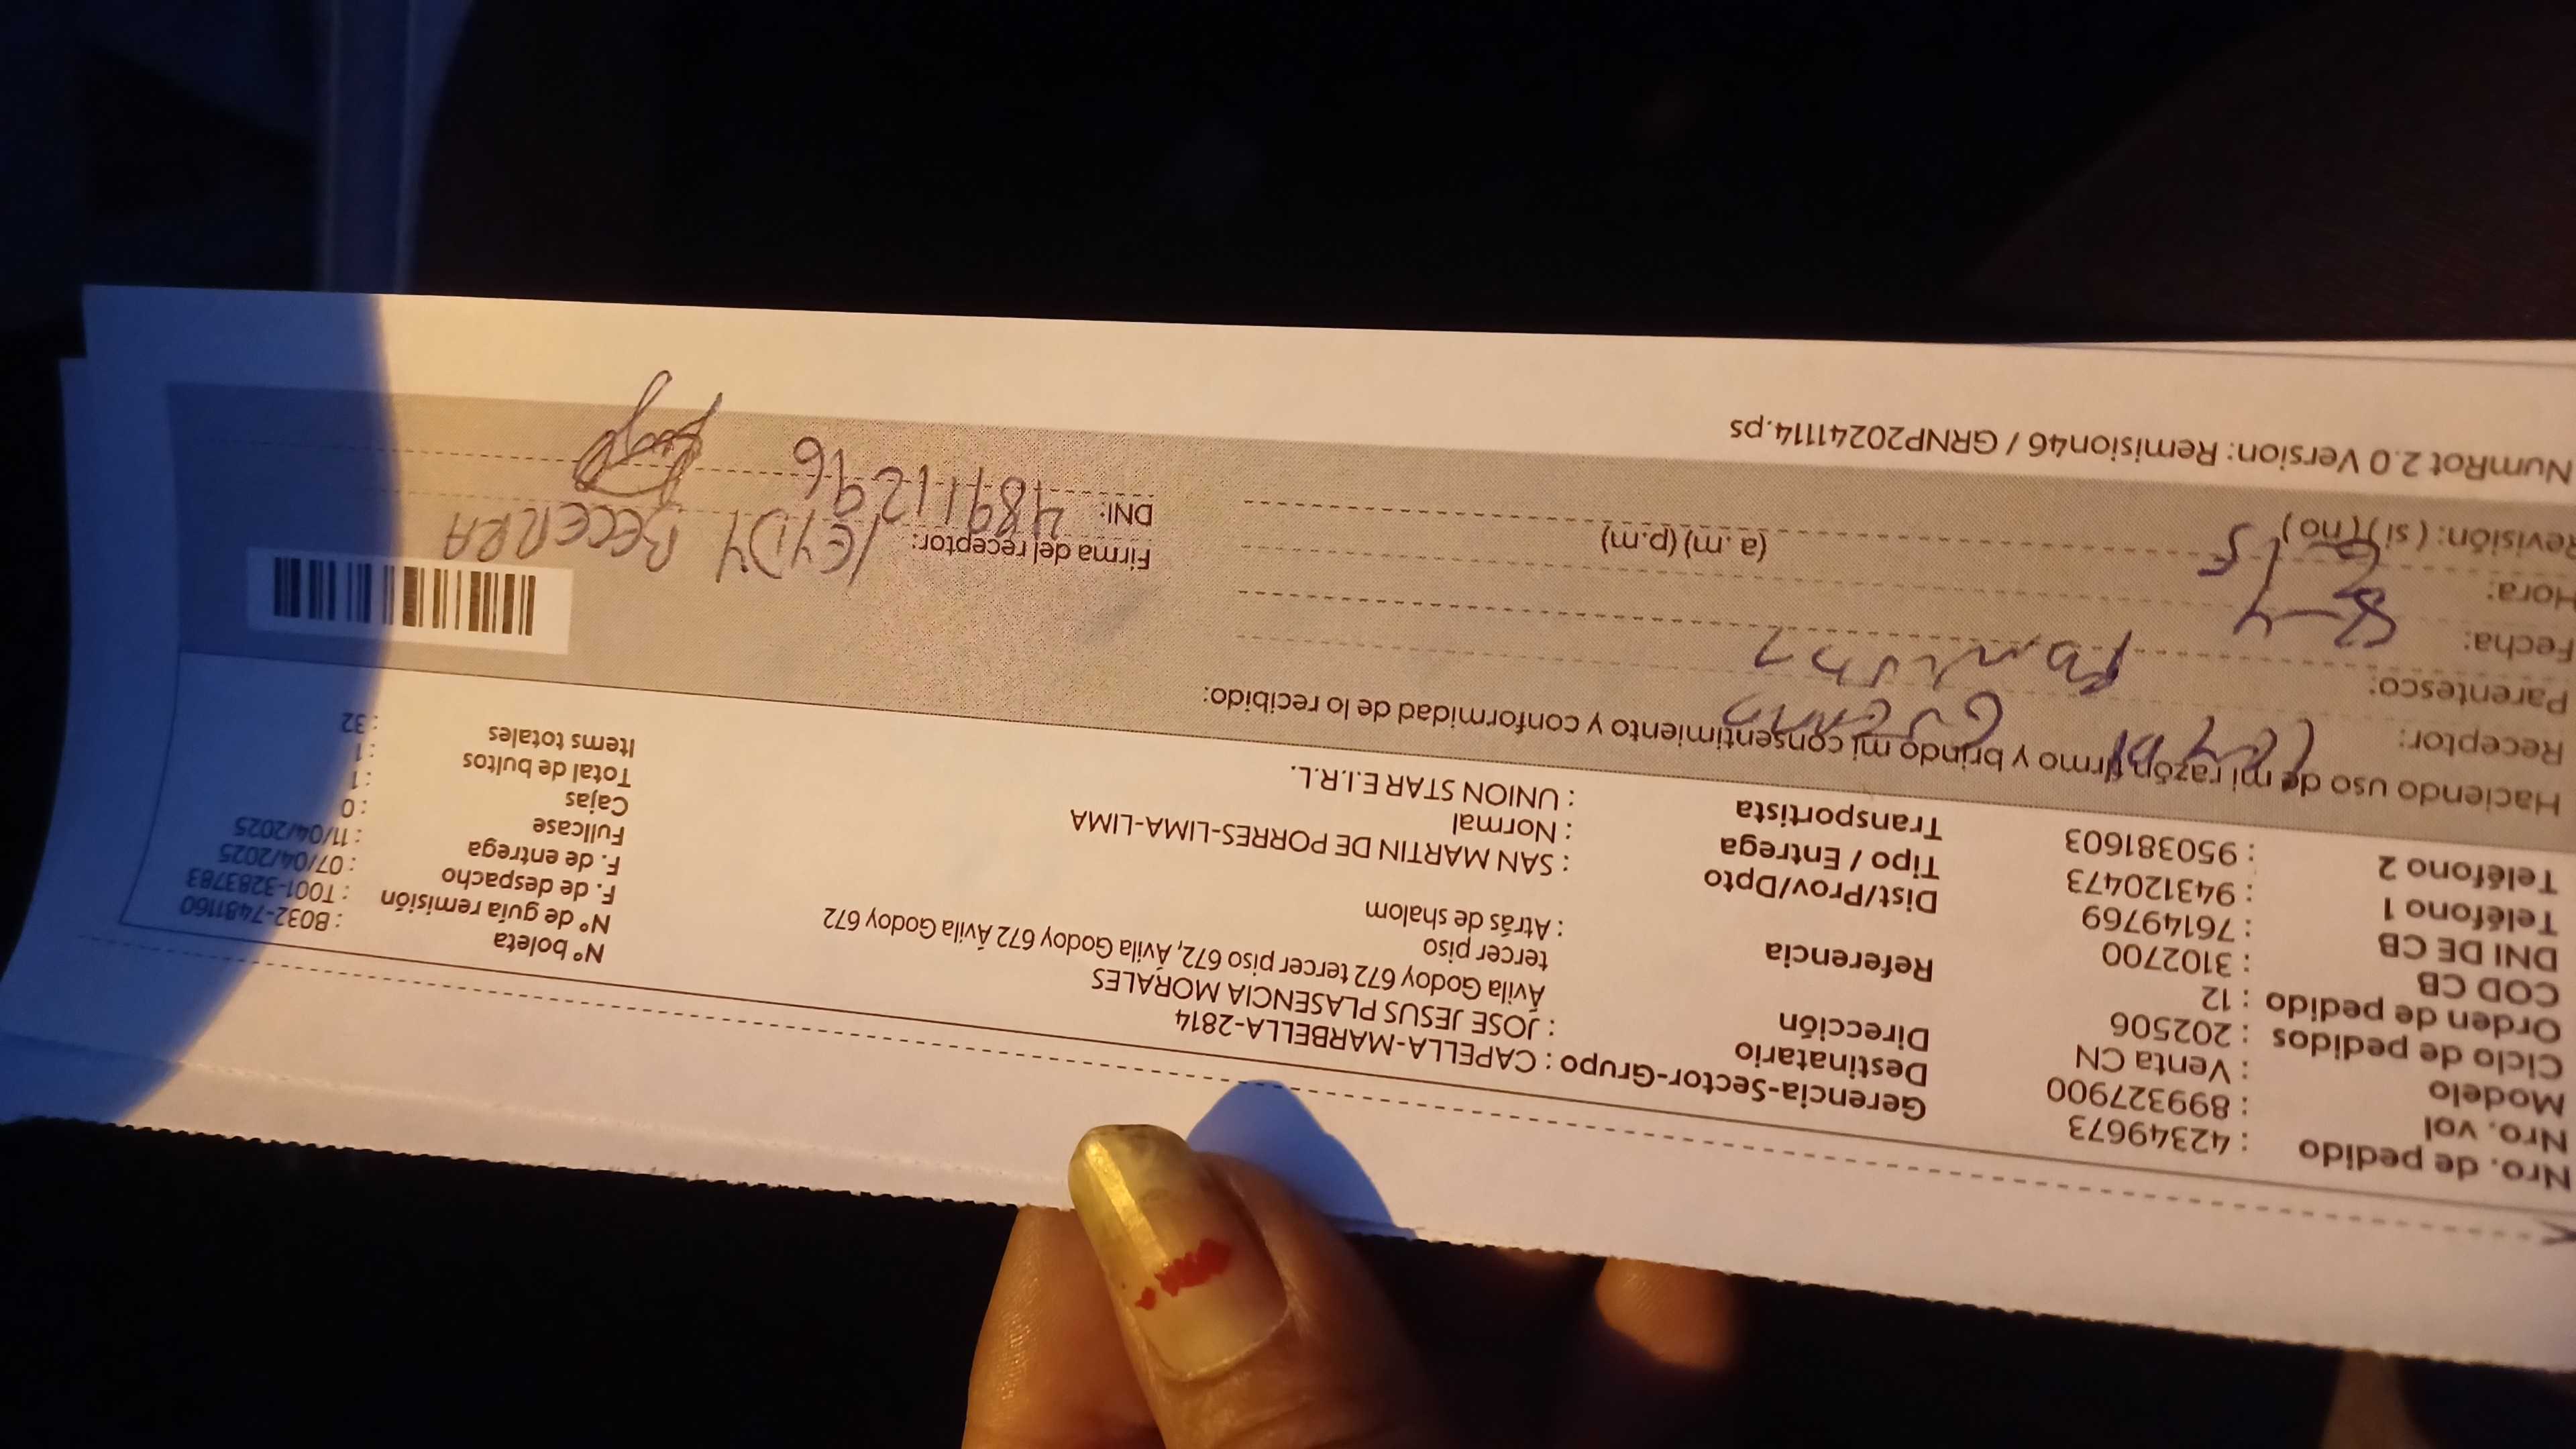 Nro. de pedido : 42349673
Nro. vol : 899327900
Modelo : Venta CN
Ciclo de pedidos : 202506
Orden de pedido : 12
COD CB : 3102700
DNI DE CB : 76149769
Teléfono 1 : 943120473
Teléfono 2 : 950381603
Gerencia-Sector-Grupo : CAPELLA-MARBELLA-2814
Destinatario : JOSE JESUS PLASENCIA MORALES
Dirección
Ávila Godoy 672 tercer piso 672, Ávila Godoy 672 Ávila Godoy 672
tercer piso
Referencia : Atrás de shalom
Dist/Prov/Dpto : SAN MARTIN DE PORRES-LIMA-LIMA
Tipo / Entrega : Normal
Transportista : UNION STAR E.I.R.L.
N° boleta : B032-7481160
N° de guía remisión : T001-3283783
F. de despacho : 07/04/2025
F. de entrega : 11/04/2025
Fullcase : 0
Cajas : 1
Total de bultos : 1
Items totales : 32
Haciendo uso de mi razón firmo y brindo mi consentimiento y conformidad de lo recibido:
Receptor:
Parentesco:
Fecha: 8-4
Hora: 6 15 (a.m) (p.m)
Revisión: (si) (no)
Firma del receptor: LEYDY BECERRA
DNI: 48911296
NumRot 2.0 Version: Remision46 / GRNP20241114.ps